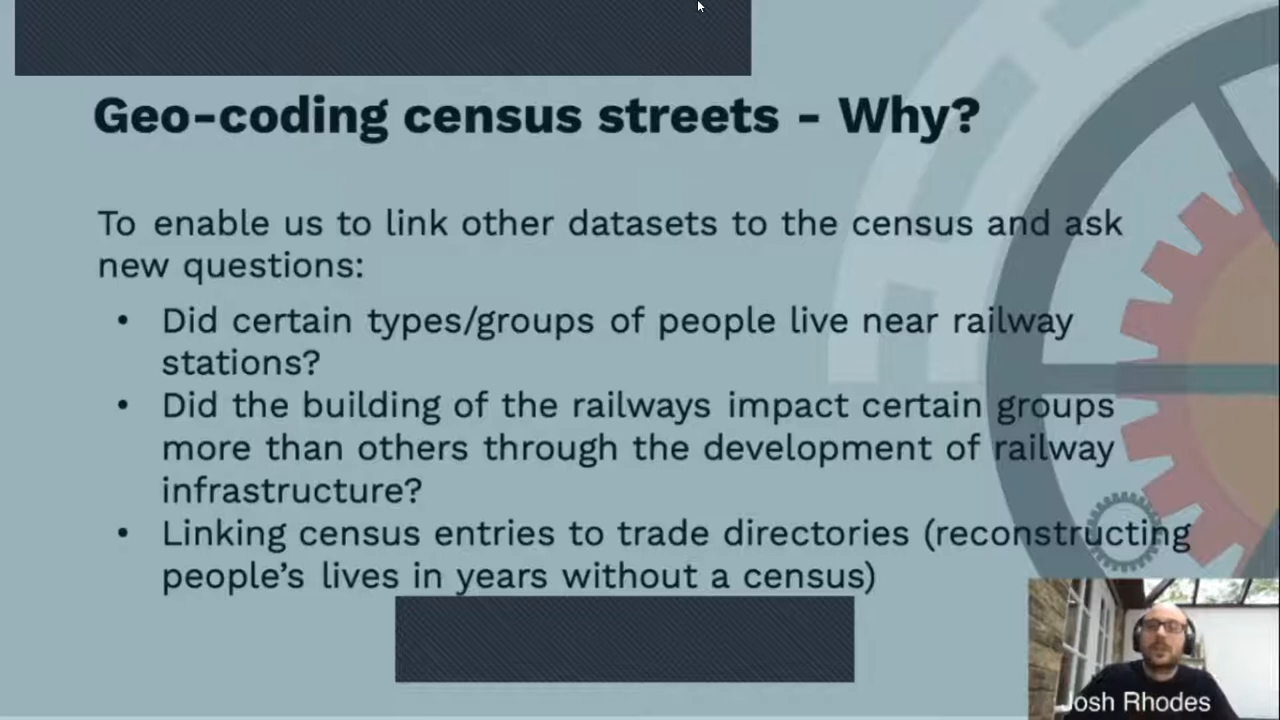 Geo-coding census streets - Why?
To enable us to link other datasets to the census and ask
new questions:
• Did certain types/groups of people live near railway
stations?
• Did the building of the railways impact certain groups
more than others through the development of railway
infrastructure?
• Linking census entries to trade directories (reconstructing
people’s lives in years without a census)
Josh Rhodes